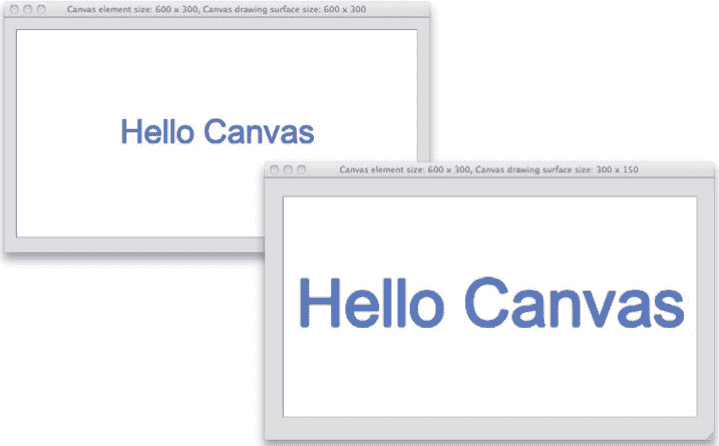 Canvas element size: 600 x 300, Canvas drawing surface size: 600 x 300
Hello Canvas
Canvas element size: 600 x 300, Canvas drawing surface size: 300 x 150
Hello Canvas